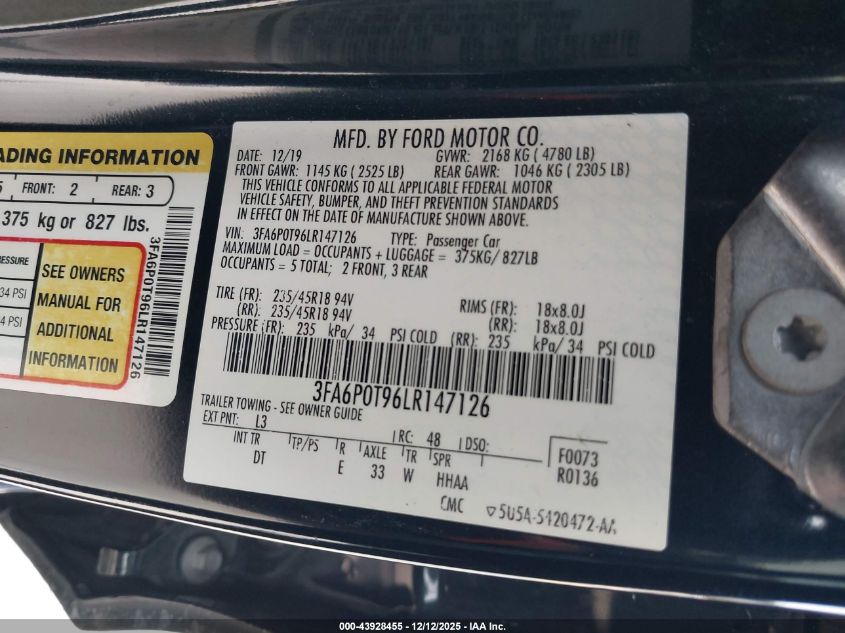 ADING INFORMATION
5 FRONT: 2 REAR: 3
375 kg or 827 lbs.
34 PSI
4 PSI
SEE OWNERS
MANUAL FOR
ADDITIONAL
INFORMATION
3FA6P0T96LR147126
MFD. BY FORD MOTOR CO.
DATE: 12/19 GVWR: 2168 KG ( 4780 LB)
FRONT GAWR: 1145 KG ( 2525 LB) REAR GAWR: 1046 KG ( 2305 LB)
THIS VEHICLE CONFORMS TO ALL APPLICABLE FEDERAL MOTOR
VEHICLE SAFETY, BUMPER, AND THEFT PREVENTION STANDARDS
IN EFFECT ON THE DATE OF MANUFACTURE SHOWN ABOVE.
VIN: 3FA6P0T96LR147126 TYPE: Passenger Car
MAXIMUM LOAD = OCCUPANTS + LUGGAGE = 375KG/ 827LB
OCCUPANTS = 5 TOTAL; 2 FRONT, 3 REAR
TIRE (FR): 235/45R18 94V RIMS (FR): 18x8.0J
(RR): 235/45R18 94V (RR): 18x8.0J
PRESSURE (FR): 235 kPa/ 34 PSI COLD (RR): 235 kPa/ 34 PSI COLD
3FA6P0T96LR147126
TRAILER TOWING - SEE OWNER GUIDE
EXT PNT: L3 RC: 48 DSO: F0073
INT TR TP/PS R AXLE TR SPR R0136
DT E 33 W HHAA
CMC ▽5U5A-5420472-AA
000-43928455 - 12/12/2025 - IAA Inc.